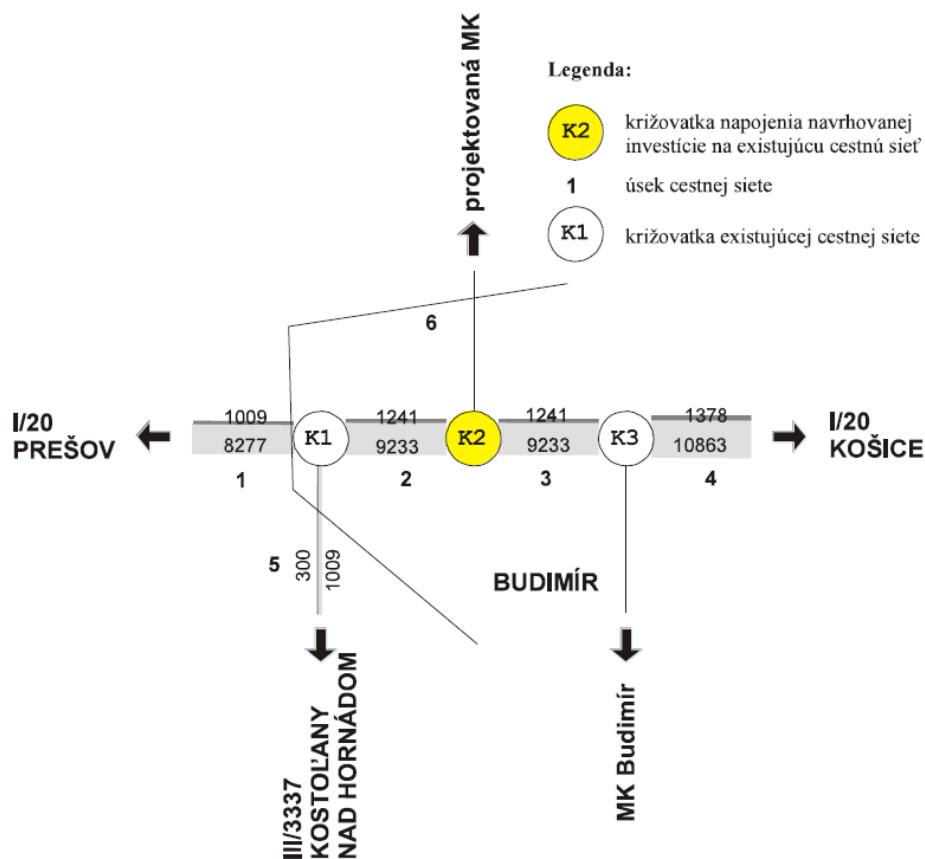 projektovaná MK
Legenda:
K2
križovatka napojenia navrhovanej
investície na existujúcu cestnú sieť
1
úsek cestnej siete
K1
križovatka existujúcej cestnej siete
6
I/20
PREŠOV
1009
8277
1
K1
1241
9233
2
K2
1241
9233
3
K3
1378
10863
4
I/20
KOŠICE
5
300
1009
BUDIMÍR
III/3337
KOSTOĽANY
NAD HORNÁDOM
MK Budimír